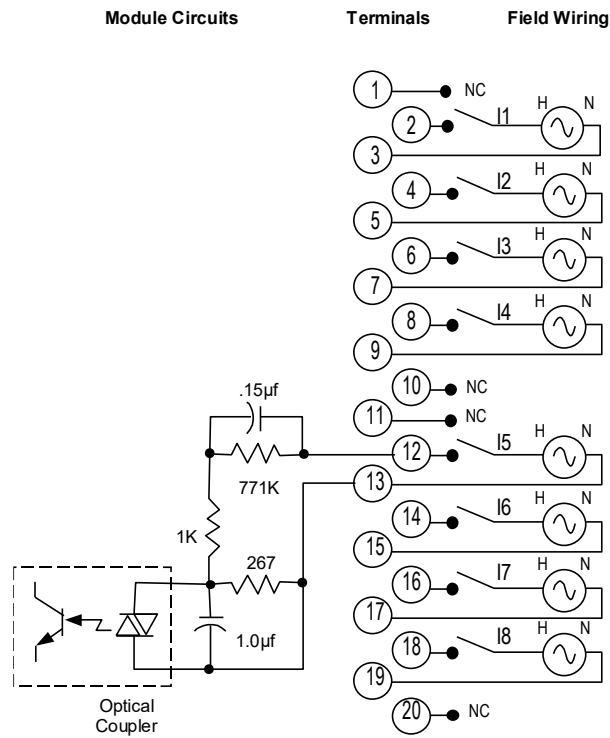 Module Circuits
Terminals
Field Wiring
1
NC
2
I1
H
N
3
4
I2
H
N
5
6
I3
H
N
7
8
I4
H
N
9
10
NC
11
NC
.15µf
771K
12
I5
H
N
13
1K
14
I6
H
N
15
267
16
I7
H
N
17
1.0µf
18
I8
H
N
19
20
NC
Optical
Coupler